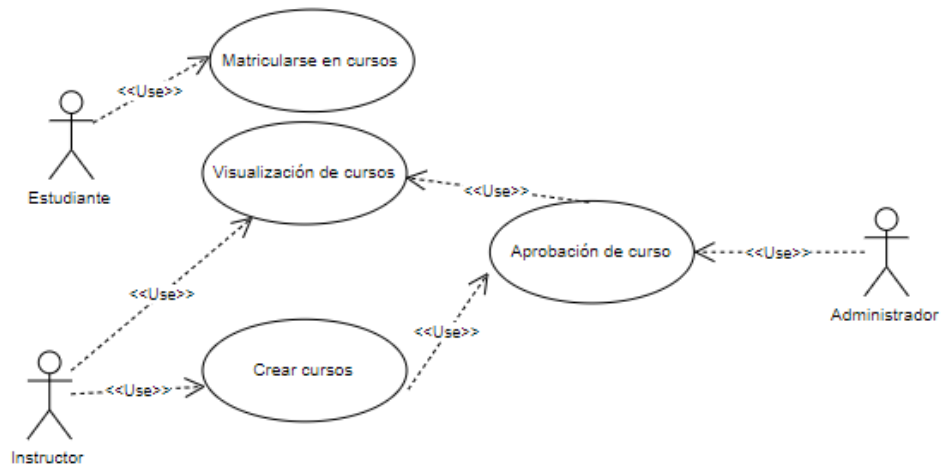 Matricularse en cursos
<<Use>>
Estudiante
Visualización de cursos
<<Use>>
Aprobación de curso
<<Use>>
Administrador
<<Use>>
<<Use>>
Crear cursos
<<Use>>
Instructor